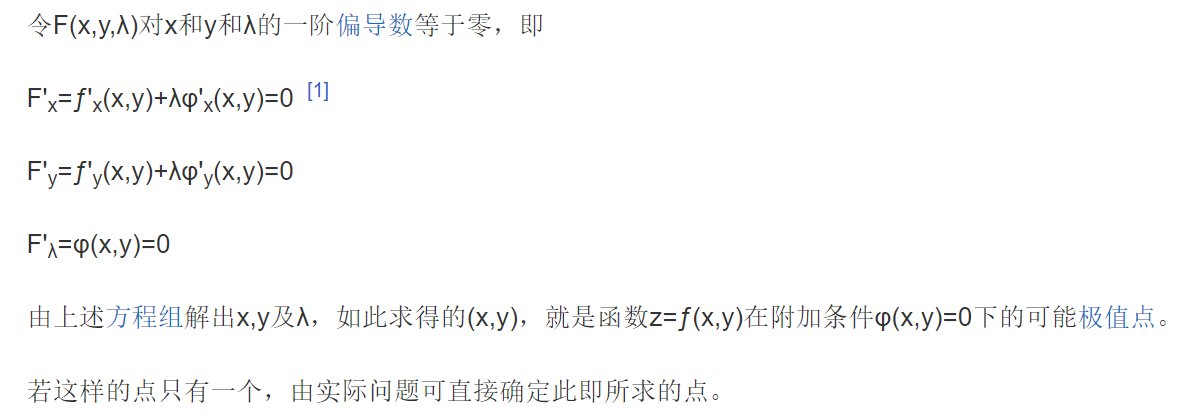 令F(x,y,λ)对x和y和λ的一阶偏导数等于零，即
F'x=ƒ'x(x,y)+λφ'x(x,y)=0 [1]
F'y=ƒ'y(x,y)+λφ'y(x,y)=0
F'λ=φ(x,y)=0
由上述方程组解出x,y及λ，如此求得的(x,y)，就是函数z=ƒ(x,y)在附加条件φ(x,y)=0下的可能极值点。
若这样的点只有一个，由实际问题可直接确定此即所求的点。